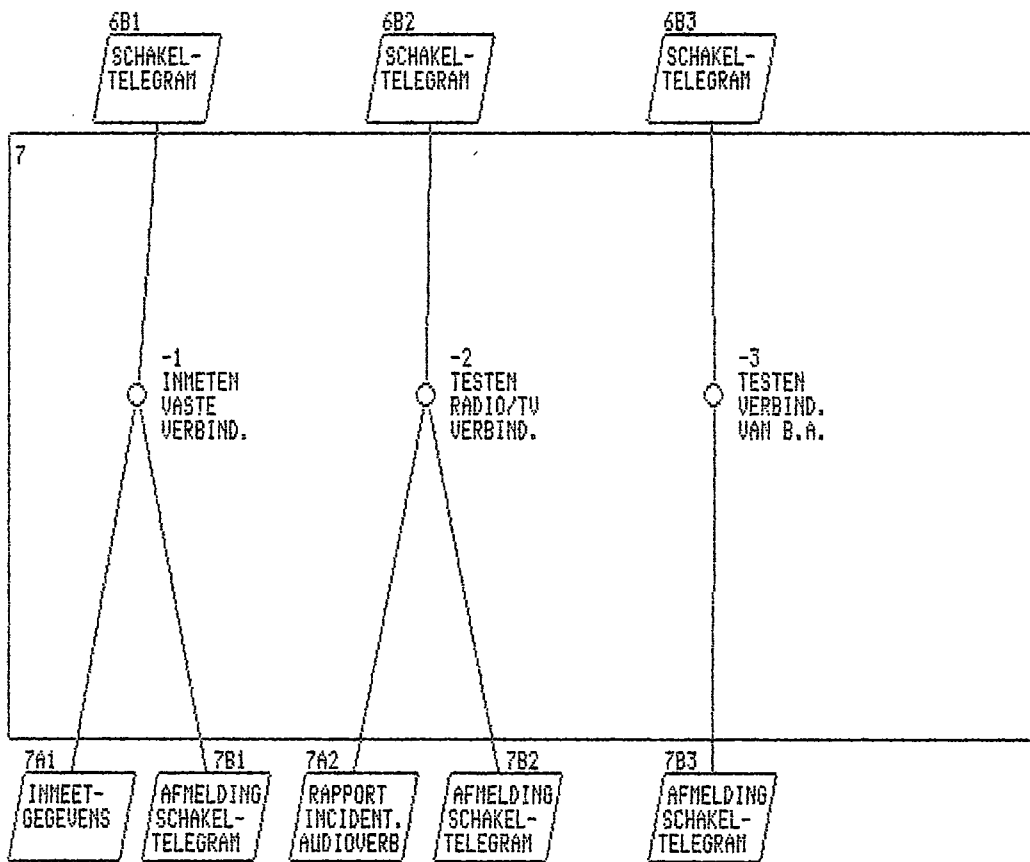 6B1
SCHAKEL-
TELEGRAM
6B2
SCHAKEL-
TELEGRAM
6B3
SCHAKEL-
TELEGRAM
7
-1
INMETEN
VASTE
VERBIND.
-2
TESTEN
RADIO/TV
VERBIND.
-3
TESTEN
VERBIND.
VAN B.A.
7A1
INMEET-
GEGEVENS
7B1
AFMELDING
SCHAKEL-
TELEGRAM
7A2
RAPPORT
INCIDENT.
AUDIOVERB
7B2
AFMELDING
SCHAKEL-
TELEGRAM
7B3
AFMELDING
SCHAKEL-
TELEGRAM